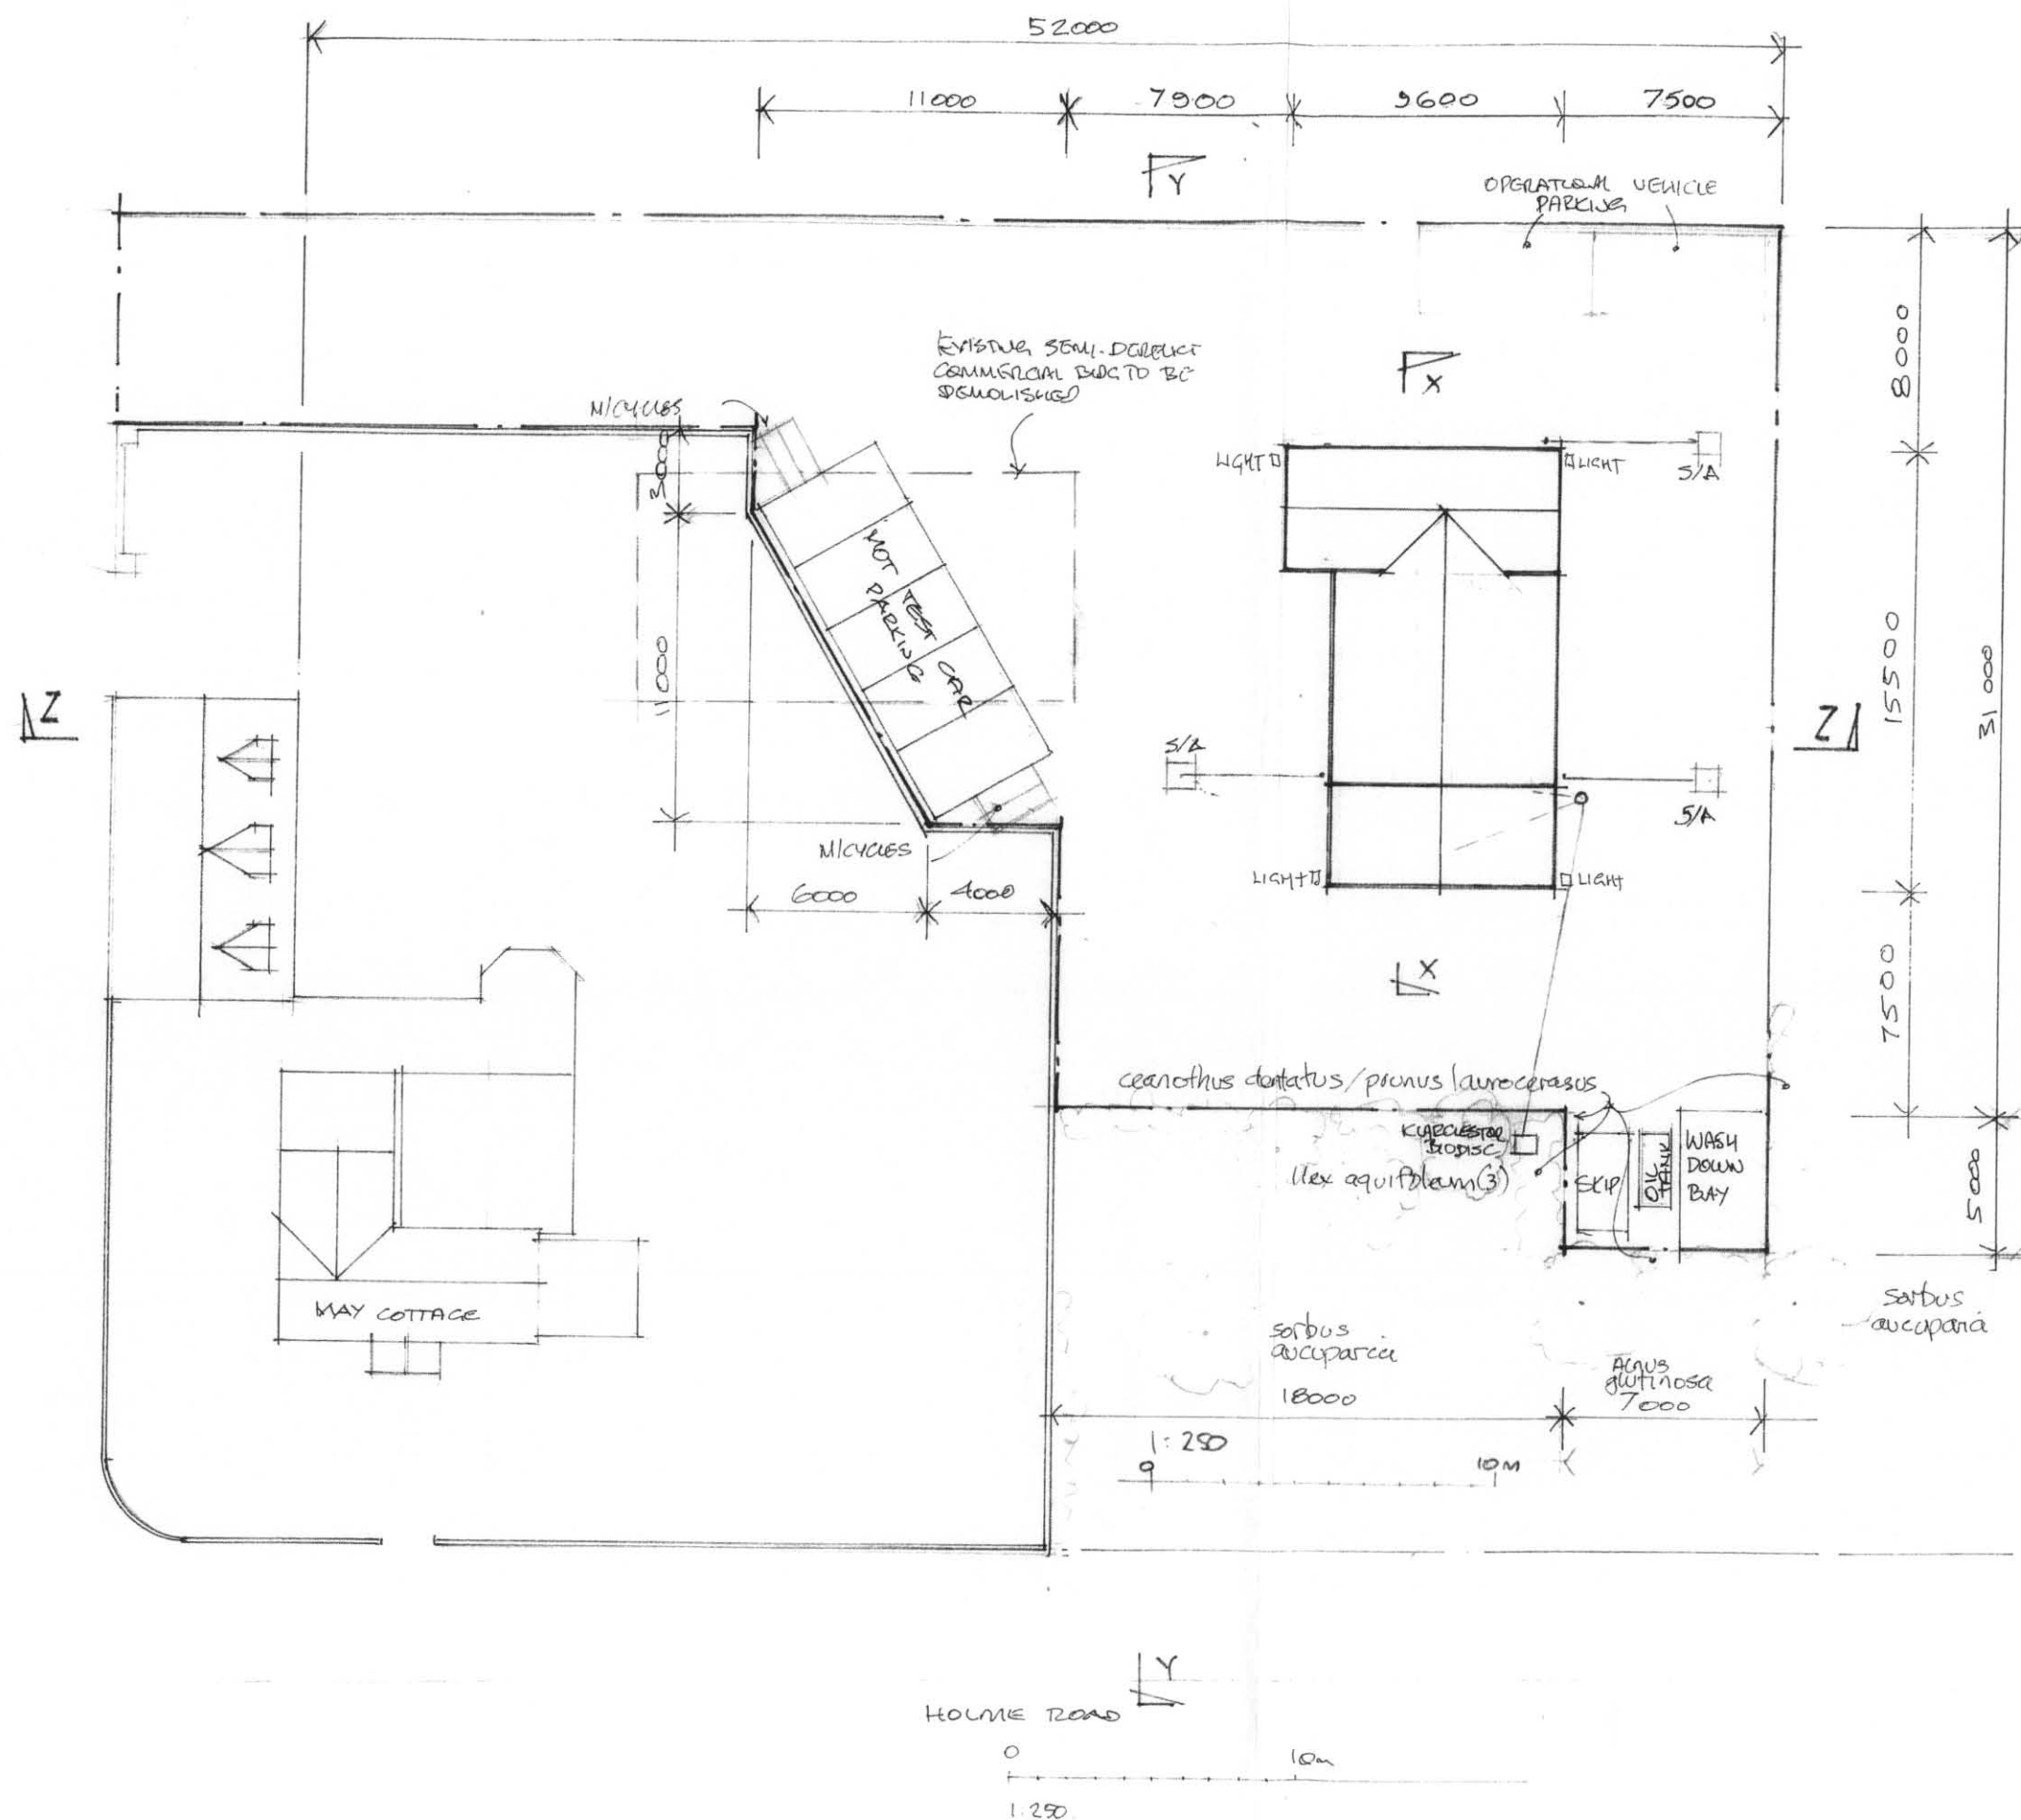 52000
11000
7900
9600
7500
Y
OPERATIONAL VEHICLE
PARKING
EXISTING SEMI-DERELICT
COMMERCIAL BLDG TO BE
DEMOLISHED
X
8000
M/CYCLES
3000
LIGHT
LIGHT
S/A
MOT TEST CAR
PARKING
11000
15500
31000
Z
Z
S/A
S/A
M/CYCLES
LIGHT
LIGHT
6000
4000
X
7500
ceanothus dentatus/prunus laurocerasus
KLARGESTER
BIODISC
Ilex aquifolium(3)
SKIP
OIL
TANK
WASH
DOWN
BAY
5000
MAY COTTAGE
sorbus
aucuparia
sorbus
aucuparia
Alnus
glutinosa
18000
7000
1:250
0
10M
Y
HOLME ROAD
0
10m
1:250